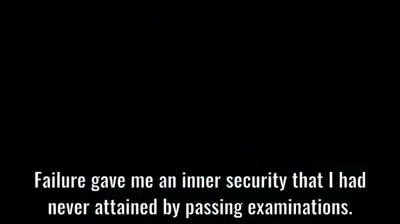 Failure gave me an inner security that I had
never attained by passing examinations.